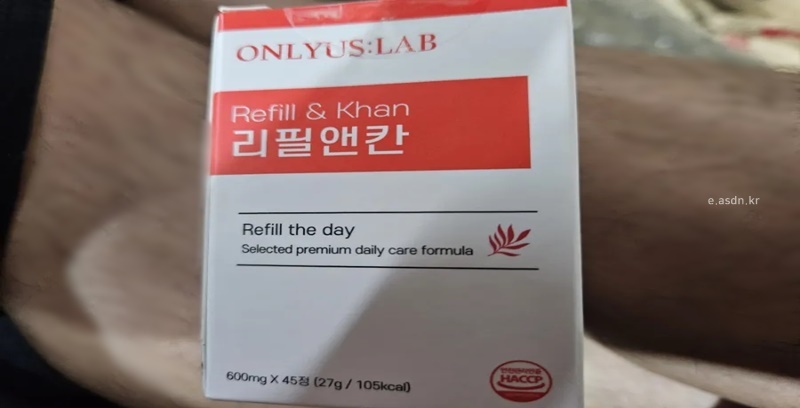 ONLYUS:LAB
Refill & Khan
리필앤칸
Refill the day
Selected premium daily care formula
600mg X 45정 (27g / 105kcal)
HACCP
e.asdn.kr